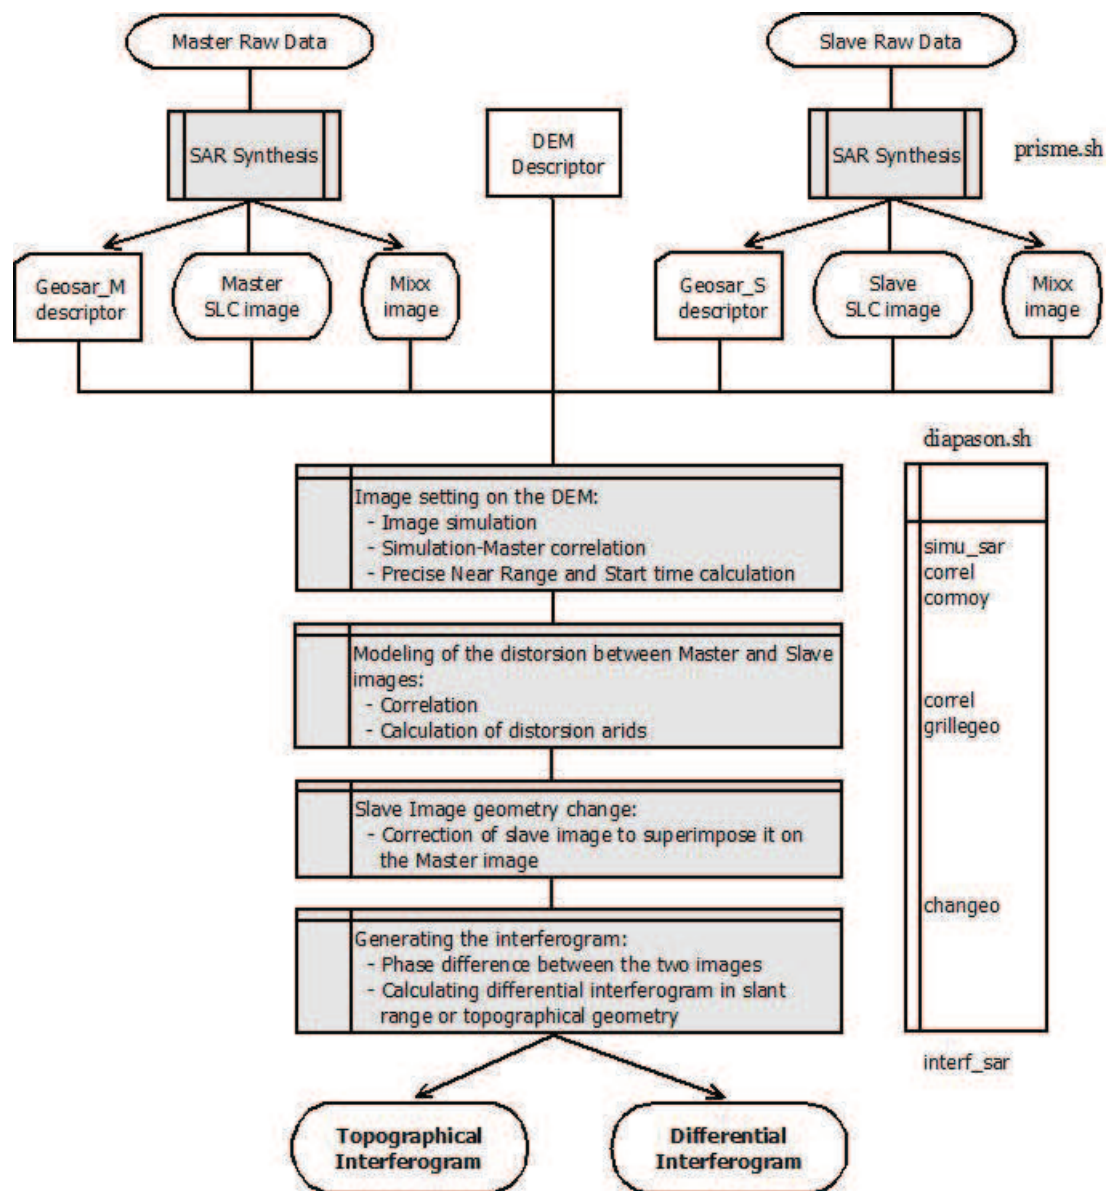 Master Raw Data
Slave Raw Data
SAR Synthesis
DEM
Descriptor
SAR Synthesis
prisme.sh
Geosar_M
descriptor
Master
SLC image
Mixx
image
Geosar_S
descriptor
Slave
SLC image
Mixx
image
diapason.sh
Image setting on the DEM:
- Image simulation
- Simulation-Master correlation
- Precise Near Range and Start time calculation
simu_sar
correl
cormoy
Modeling of the distorsion between Master and Slave
images:
- Correlation
- Calculation of distorsion arids
correl
grillegeo
Slave Image geometry change:
- Correction of slave image to superimpose it on
the Master image
changeo
Generating the interferogram:
- Phase difference between the two images
- Calculating differential interferogram in slant
range or topographical geometry
interf_sar
Topographical
Interferogram
Differential
Interferogram